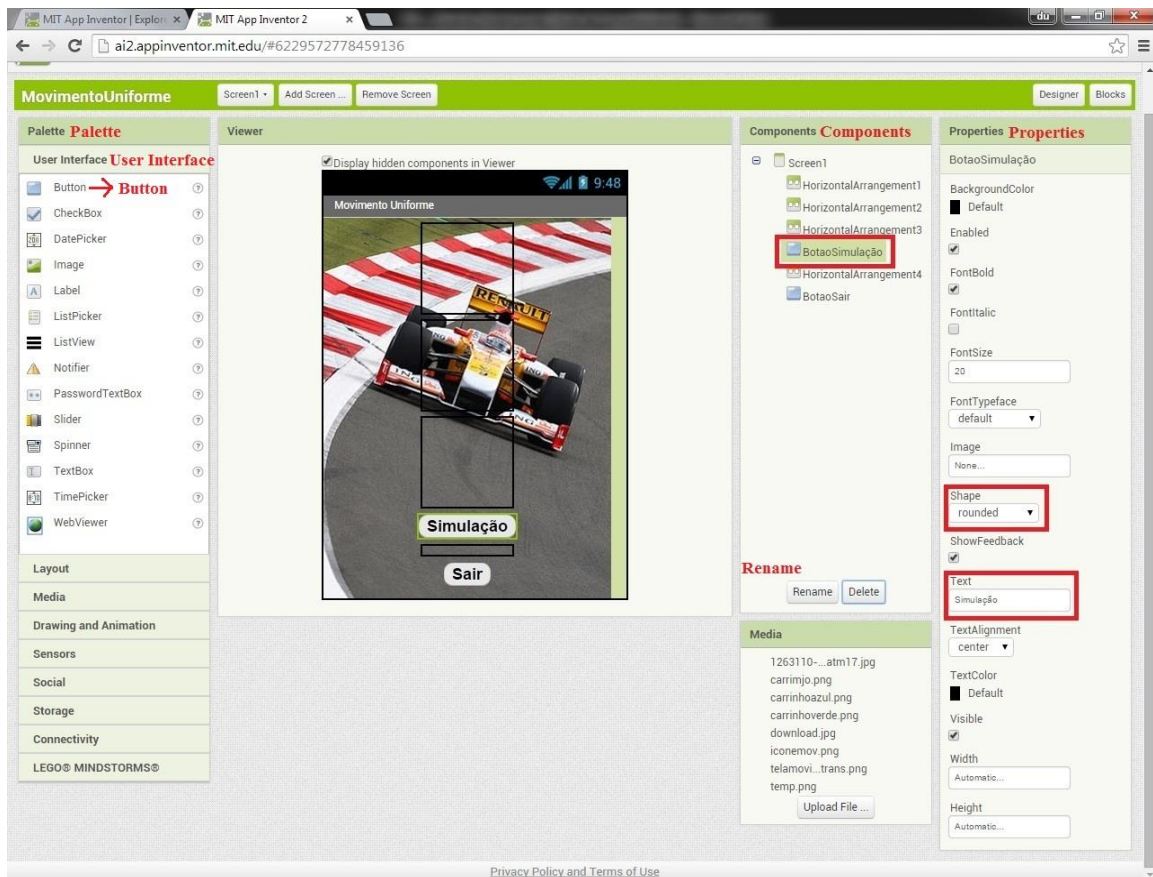 MIT App Inventor | Explor
MIT App Inventor 2
du
ai2.appinventor.mit.edu/#6229572778459136
MovimentoUniforme
Screen1
Add Screen ...
Remove Screen
Designer
Blocks
Palette Palette
User Interface User Interface
Button Button
CheckBox
DatePicker
Image
Label
ListPicker
ListView
Notifier
PasswordTextBox
Slider
Spinner
TextBox
TimePicker
WebViewer
Layout
Media
Drawing and Animation
Sensors
Social
Storage
Connectivity
LEGO® MINDSTORMS®
Viewer
Display hidden components in Viewer
9:48
Movimento Uniforme
RENAULT
ING
ING
ING
Simulação
Sair
Components Components
Screen1
HorizontalArrangement1
HorizontalArrangement2
HorizontalArrangement3
BotaoSimulação
HorizontalArrangement4
BotaoSair
Rename
Rename
Delete
Media
1263110-...atm17.jpg
carrimjo.png
carrinhoazul.png
carrinhoverde.png
download.jpg
iconemov.png
telamovi...trans.png
temp.png
Upload File ...
Properties Properties
BotaoSimulação
BackgroundColor
Default
Enabled
FontBold
FontItalic
FontSize
20
FontTypeface
default
Image
None...
Shape
rounded
ShowFeedback
Text
Simulação
TextAlignment
center
TextColor
Default
Visible
Width
Automatic...
Height
Automatic...
Privacy Policy and Terms of Use